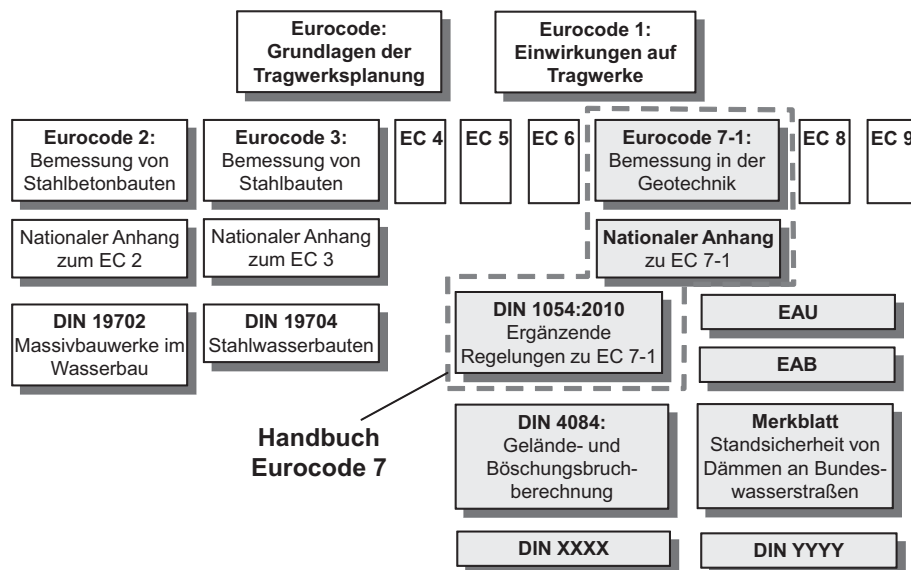 Eurocode:
Grundlagen der
Tragwerksplanung
Eurocode 1:
Einwirkungen auf
Tragwerke
Eurocode 2:
Bemessung von
Stahlbetonbauten
Eurocode 3:
Bemessung von
Stahlbauten
EC 4
EC 5
EC 6
Eurocode 7-1:
Bemessung in der
Geotechnik
EC 8
EC 9
Nationaler Anhang
zum EC 2
Nationaler Anhang
zum EC 3
Nationaler Anhang
zu EC 7-1
DIN 19702
Massivbauwerke im
Wasserbau
DIN 19704
Stahlwasserbauten
DIN 1054:2010
Ergänzende
Regelungen zu EC 7-1
EAU
EAB
Handbuch
Eurocode 7
DIN 4084:
Gelände- und
Böschungsbruch-
berechnung
Merkblatt
Standsicherheit von
Dämmen an Bundes-
wasserstraßen
DIN XXXX
DIN YYYY